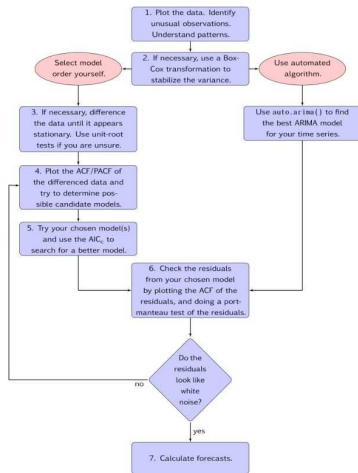 1. Plot the data. Identify
unusual observations.
Understand patterns.
Select model
order yourself.
2. If necessary, use a Box-
Cox transformation to
stabilize the variance.
Use automated
algorithm.
3. If necessary, difference
the data until it appears
stationary. Use unit-root
tests if you are unsure.
Use auto.arima() to find
the best ARIMA model
for your time series.
4. Plot the ACF/PACF of
the differenced data and
try to determine pos-
sible candidate models.
5. Try your chosen model(s)
and use the AICc to
search for a better model.
6. Check the residuals
from your chosen model
by plotting the ACF of the
residuals, and doing a port-
manteau test of the residuals.
Do the
residuals
look like
white
noise?
no
yes
7. Calculate forecasts.